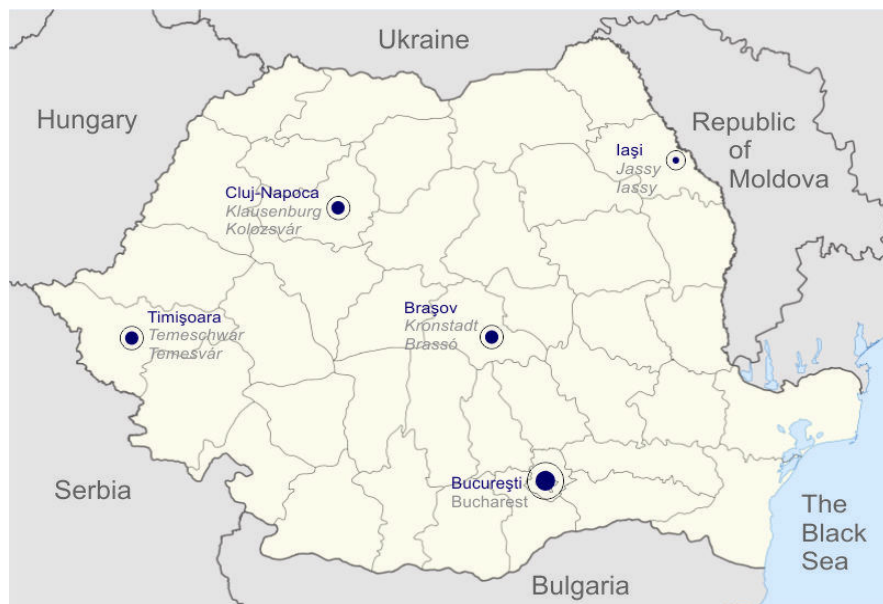 Ukraine
Hungary
Republic
of
Moldova
Iaşi
Jassy
Iassy
Cluj-Napoca
Klausenburg
Kolozsvár
Timişoara
Temeschwar
Temesvár
Braşov
Kronstadt
Brassó
Bucureşti
Bucharest
Serbia
The
Black
Sea
Bulgaria